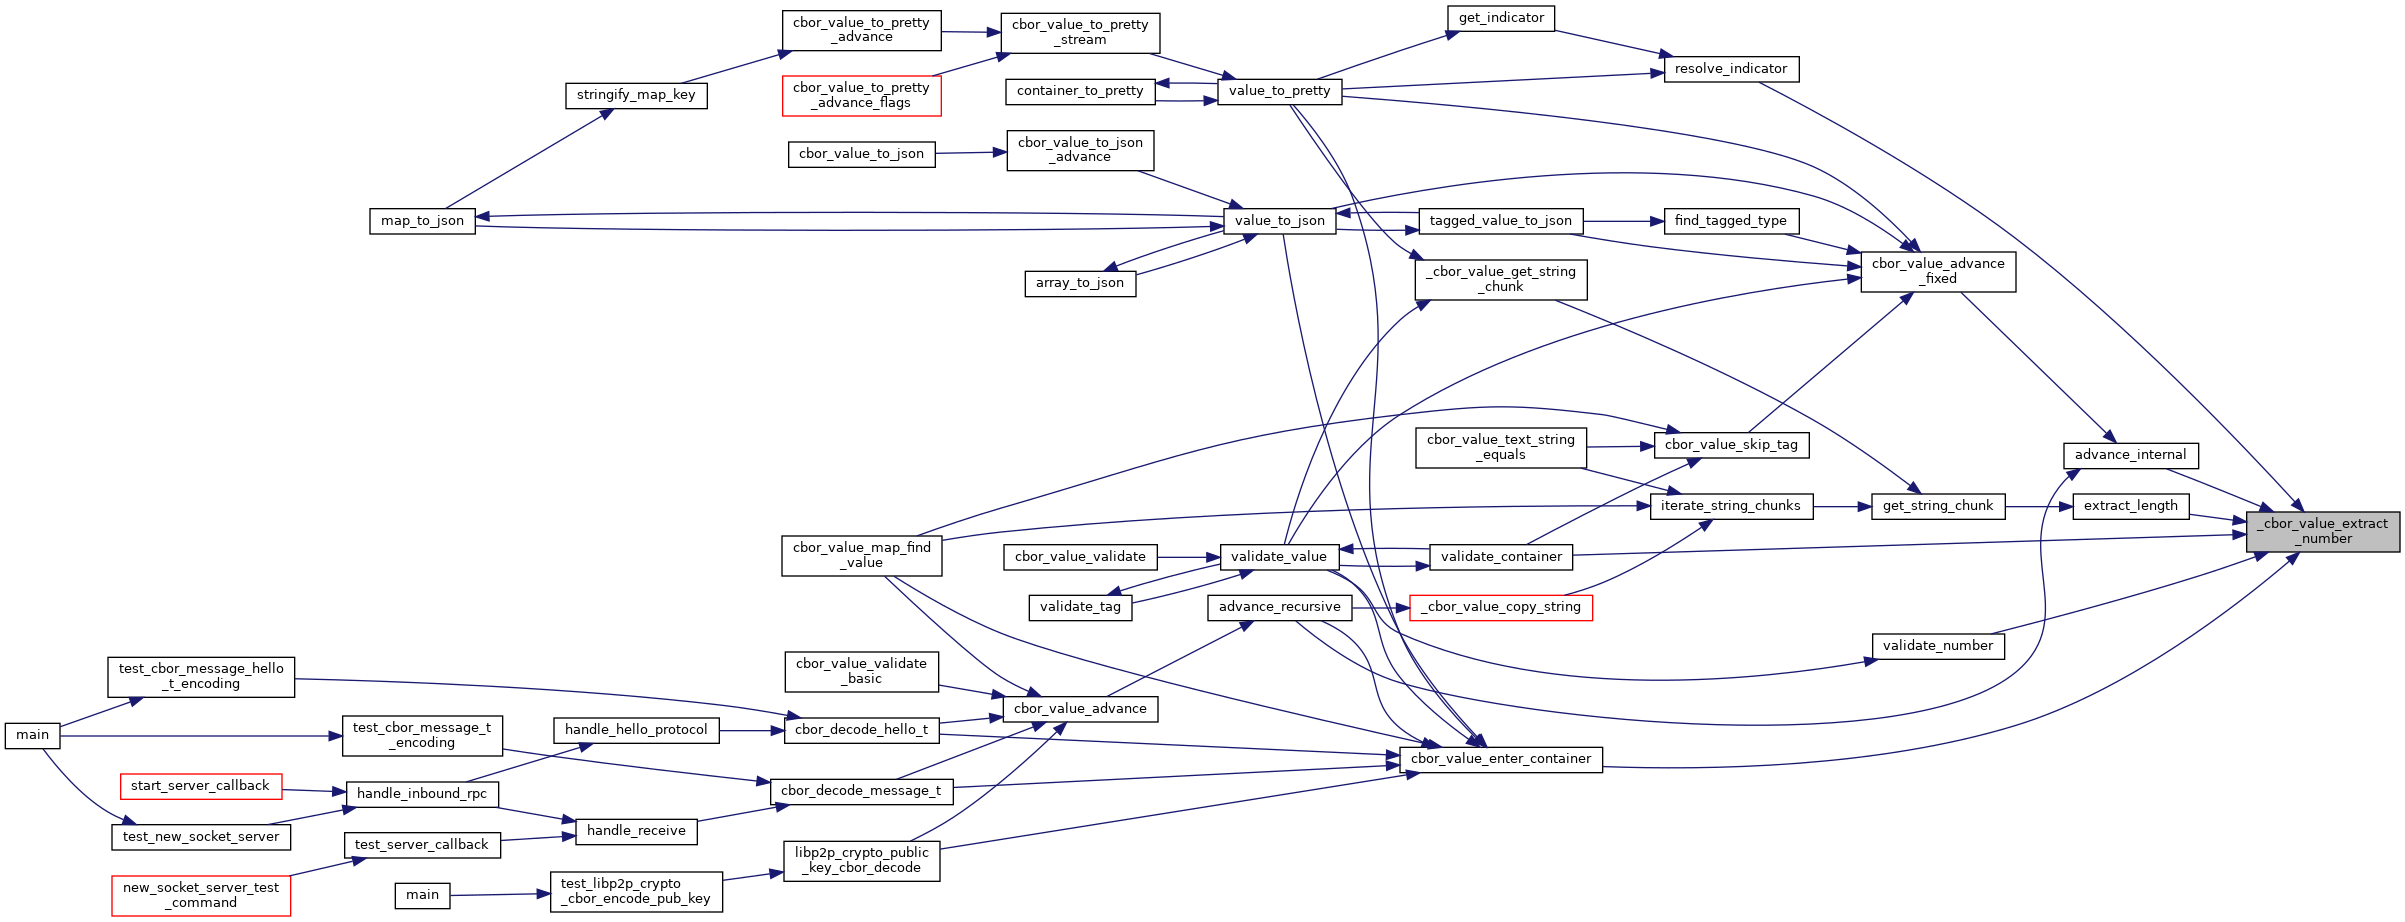 get_indicator
cbor_value_to_pretty
_advance
cbor_value_to_pretty
_stream
resolve_indicator
stringify_map_key
cbor_value_to_pretty
_advance_flags
container_to_pretty
value_to_pretty
cbor_value_to_json
cbor_value_to_json
_advance
map_to_json
value_to_json
tagged_value_to_json
find_tagged_type
array_to_json
_cbor_value_get_string
_chunk
cbor_value_advance
_fixed
cbor_value_text_string
_equals
cbor_value_skip_tag
advance_internal
iterate_string_chunks
get_string_chunk
extract_length
_cbor_value_extract
_number
cbor_value_map_find
_value
cbor_value_validate
validate_value
validate_container
validate_tag
advance_recursive
_cbor_value_copy_string
validate_number
test_cbor_message_hello
_t_encoding
cbor_value_validate
_basic
cbor_value_advance
main
test_cbor_message_t
_encoding
handle_hello_protocol
cbor_decode_hello_t
cbor_value_enter_container
start_server_callback
handle_inbound_rpc
cbor_decode_message_t
test_new_socket_server
handle_receive
test_server_callback
libp2p_crypto_public
_key_cbor_decode
new_socket_server_test
_command
main
test_libp2p_crypto
_cbor_encode_pub_key